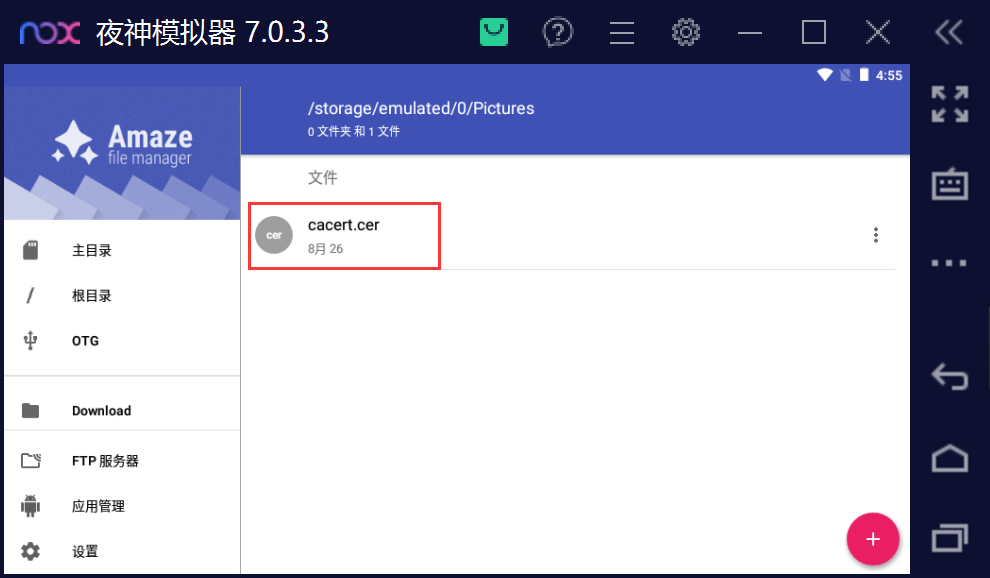 nox 夜神模拟器 7.0.3.3
4:55
Amaze
file manager
/storage/emulated/0/Pictures
0 文件夹 和 1 文件
文件
cer
cacert.cer
8月 26
主目录
根目录
OTG
Download
FTP 服务器
应用管理
设置